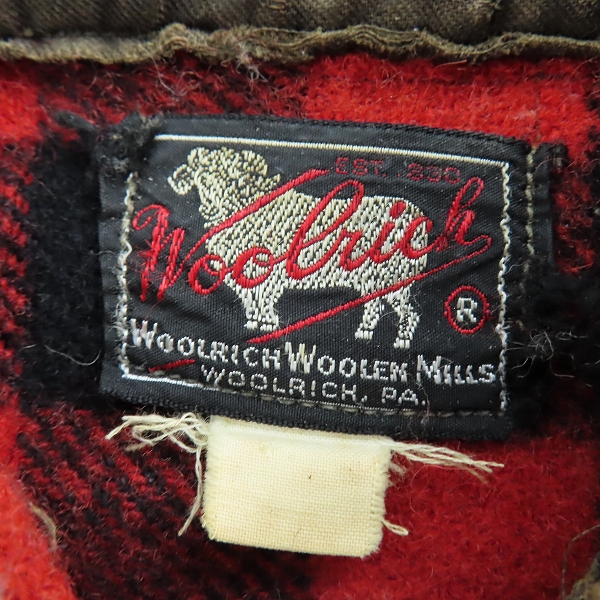 EST. 1830
Woolrich
®
WOOLRICH WOOLEN MILLS
WOOLRICH, PA.